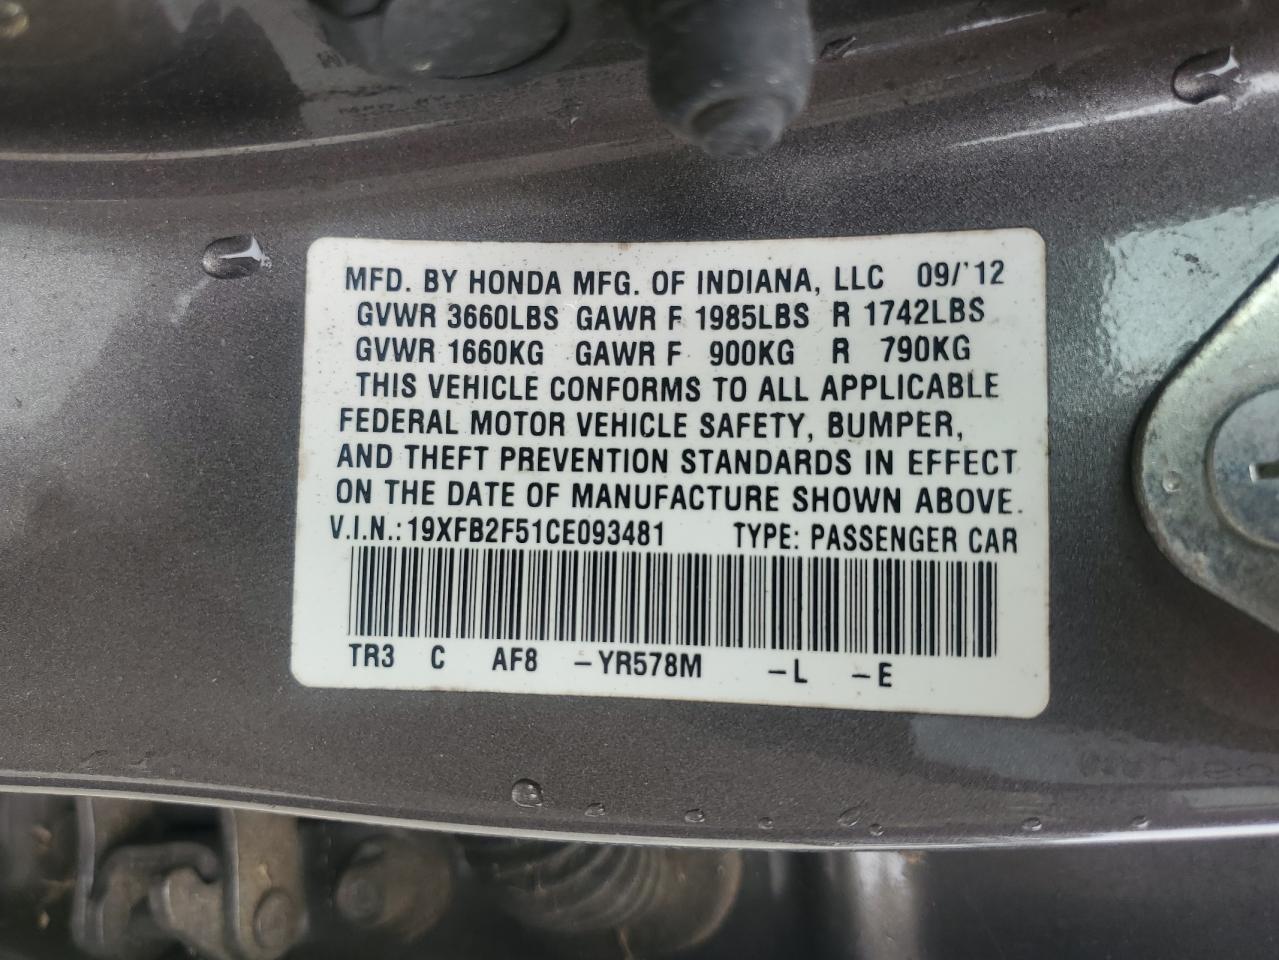 MFD. BY HONDA MFG. OF INDIANA, LLC 09/'12
GVWR 3660LBS GAWR F 1985LBS R 1742LBS
GVWR 1660KG GAWR F 900KG R 790KG
THIS VEHICLE CONFORMS TO ALL APPLICABLE
FEDERAL MOTOR VEHICLE SAFETY, BUMPER,
AND THEFT PREVENTION STANDARDS IN EFFECT
ON THE DATE OF MANUFACTURE SHOWN ABOVE.
V.I.N.:19XFB2F51CE093481 TYPE: PASSENGER CAR
TR3 C AF8 -YR578M -L -E